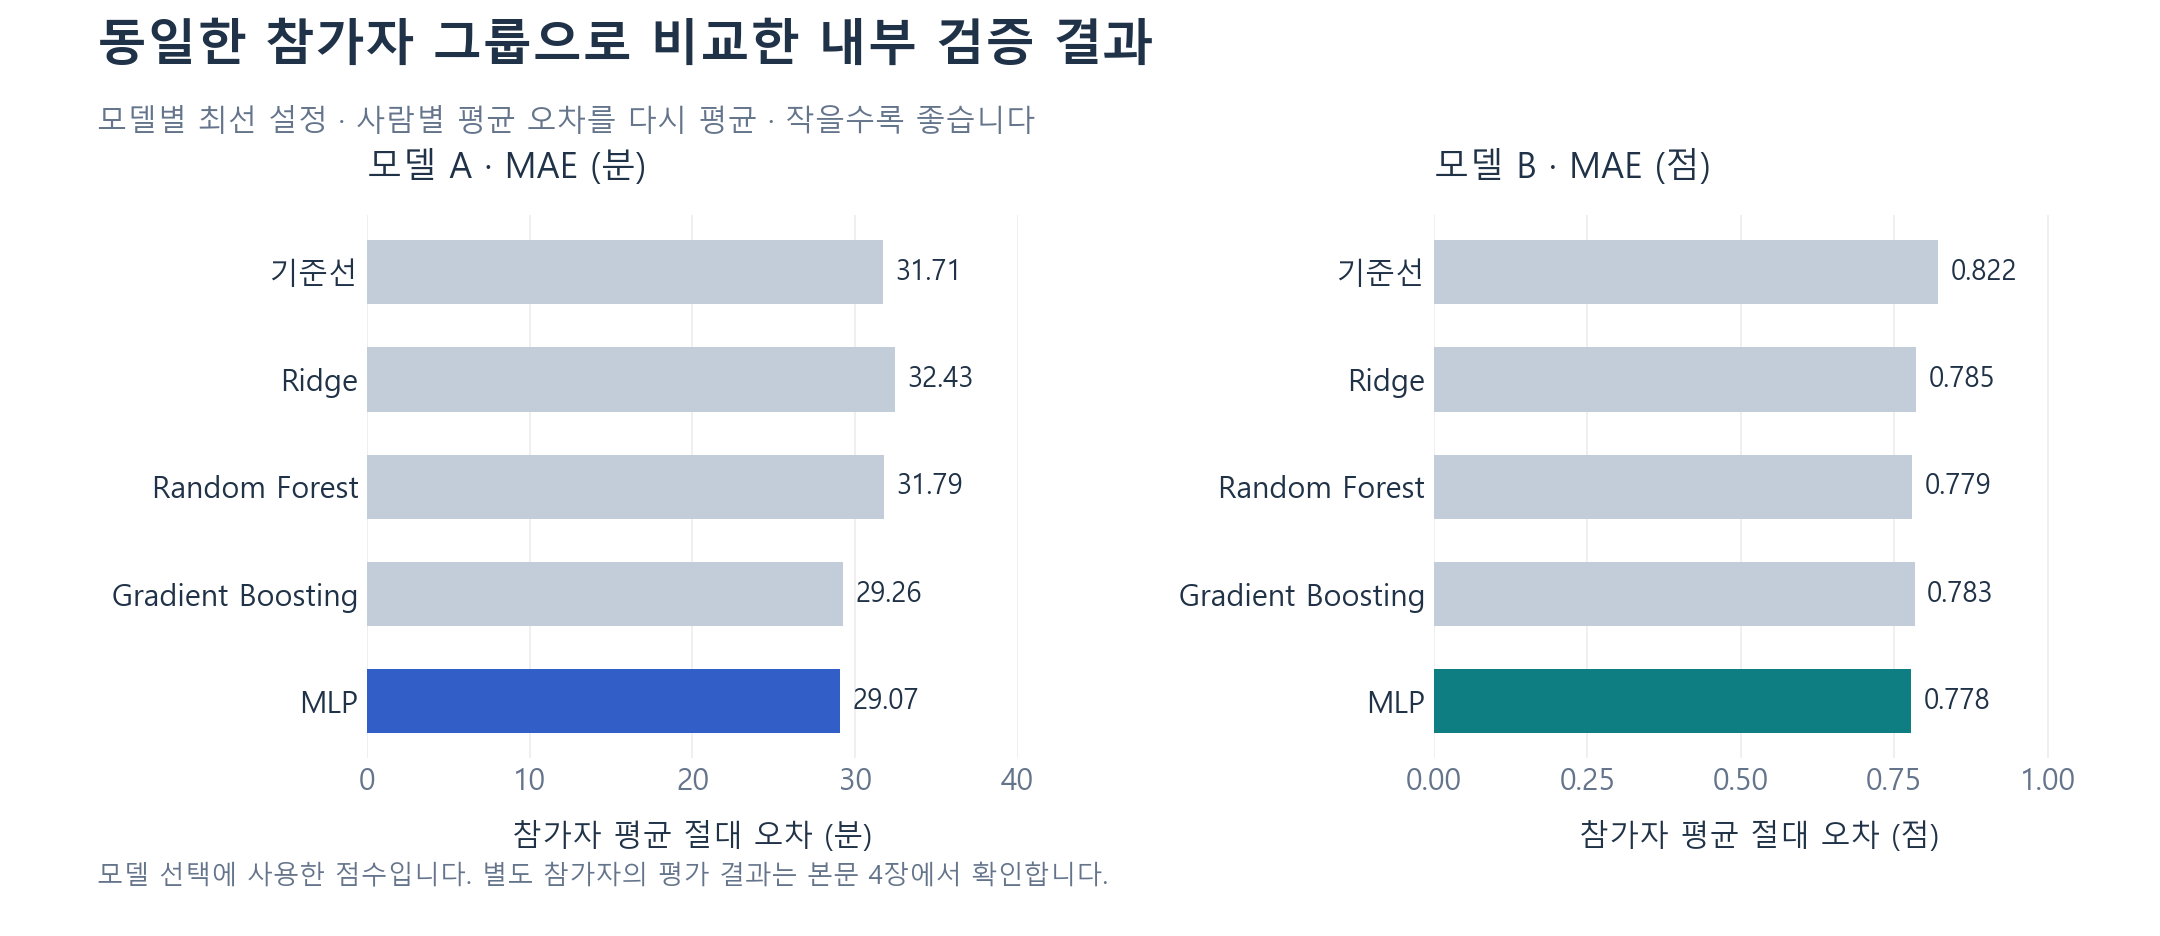 동일한 참가자 그룹으로 비교한 내부 검증 결과
모델별 최선 설정 · 사람별 평균 오차를 다시 평균 · 작을수록 좋습니다
모델 A · MAE (분)
기준선
31.71
Ridge
32.43
Random Forest
31.79
Gradient Boosting
29.26
MLP
29.07
0 10 20 30 40
참가자 평균 절대 오차 (분)
모델 B · MAE (점)
기준선
0.822
Ridge
0.785
Random Forest
0.779
Gradient Boosting
0.783
MLP
0.778
0.00 0.25 0.50 0.75 1.00
참가자 평균 절대 오차 (점)
모델 선택에 사용한 점수입니다. 별도 참가자의 평가 결과는 본문 4장에서 확인합니다.